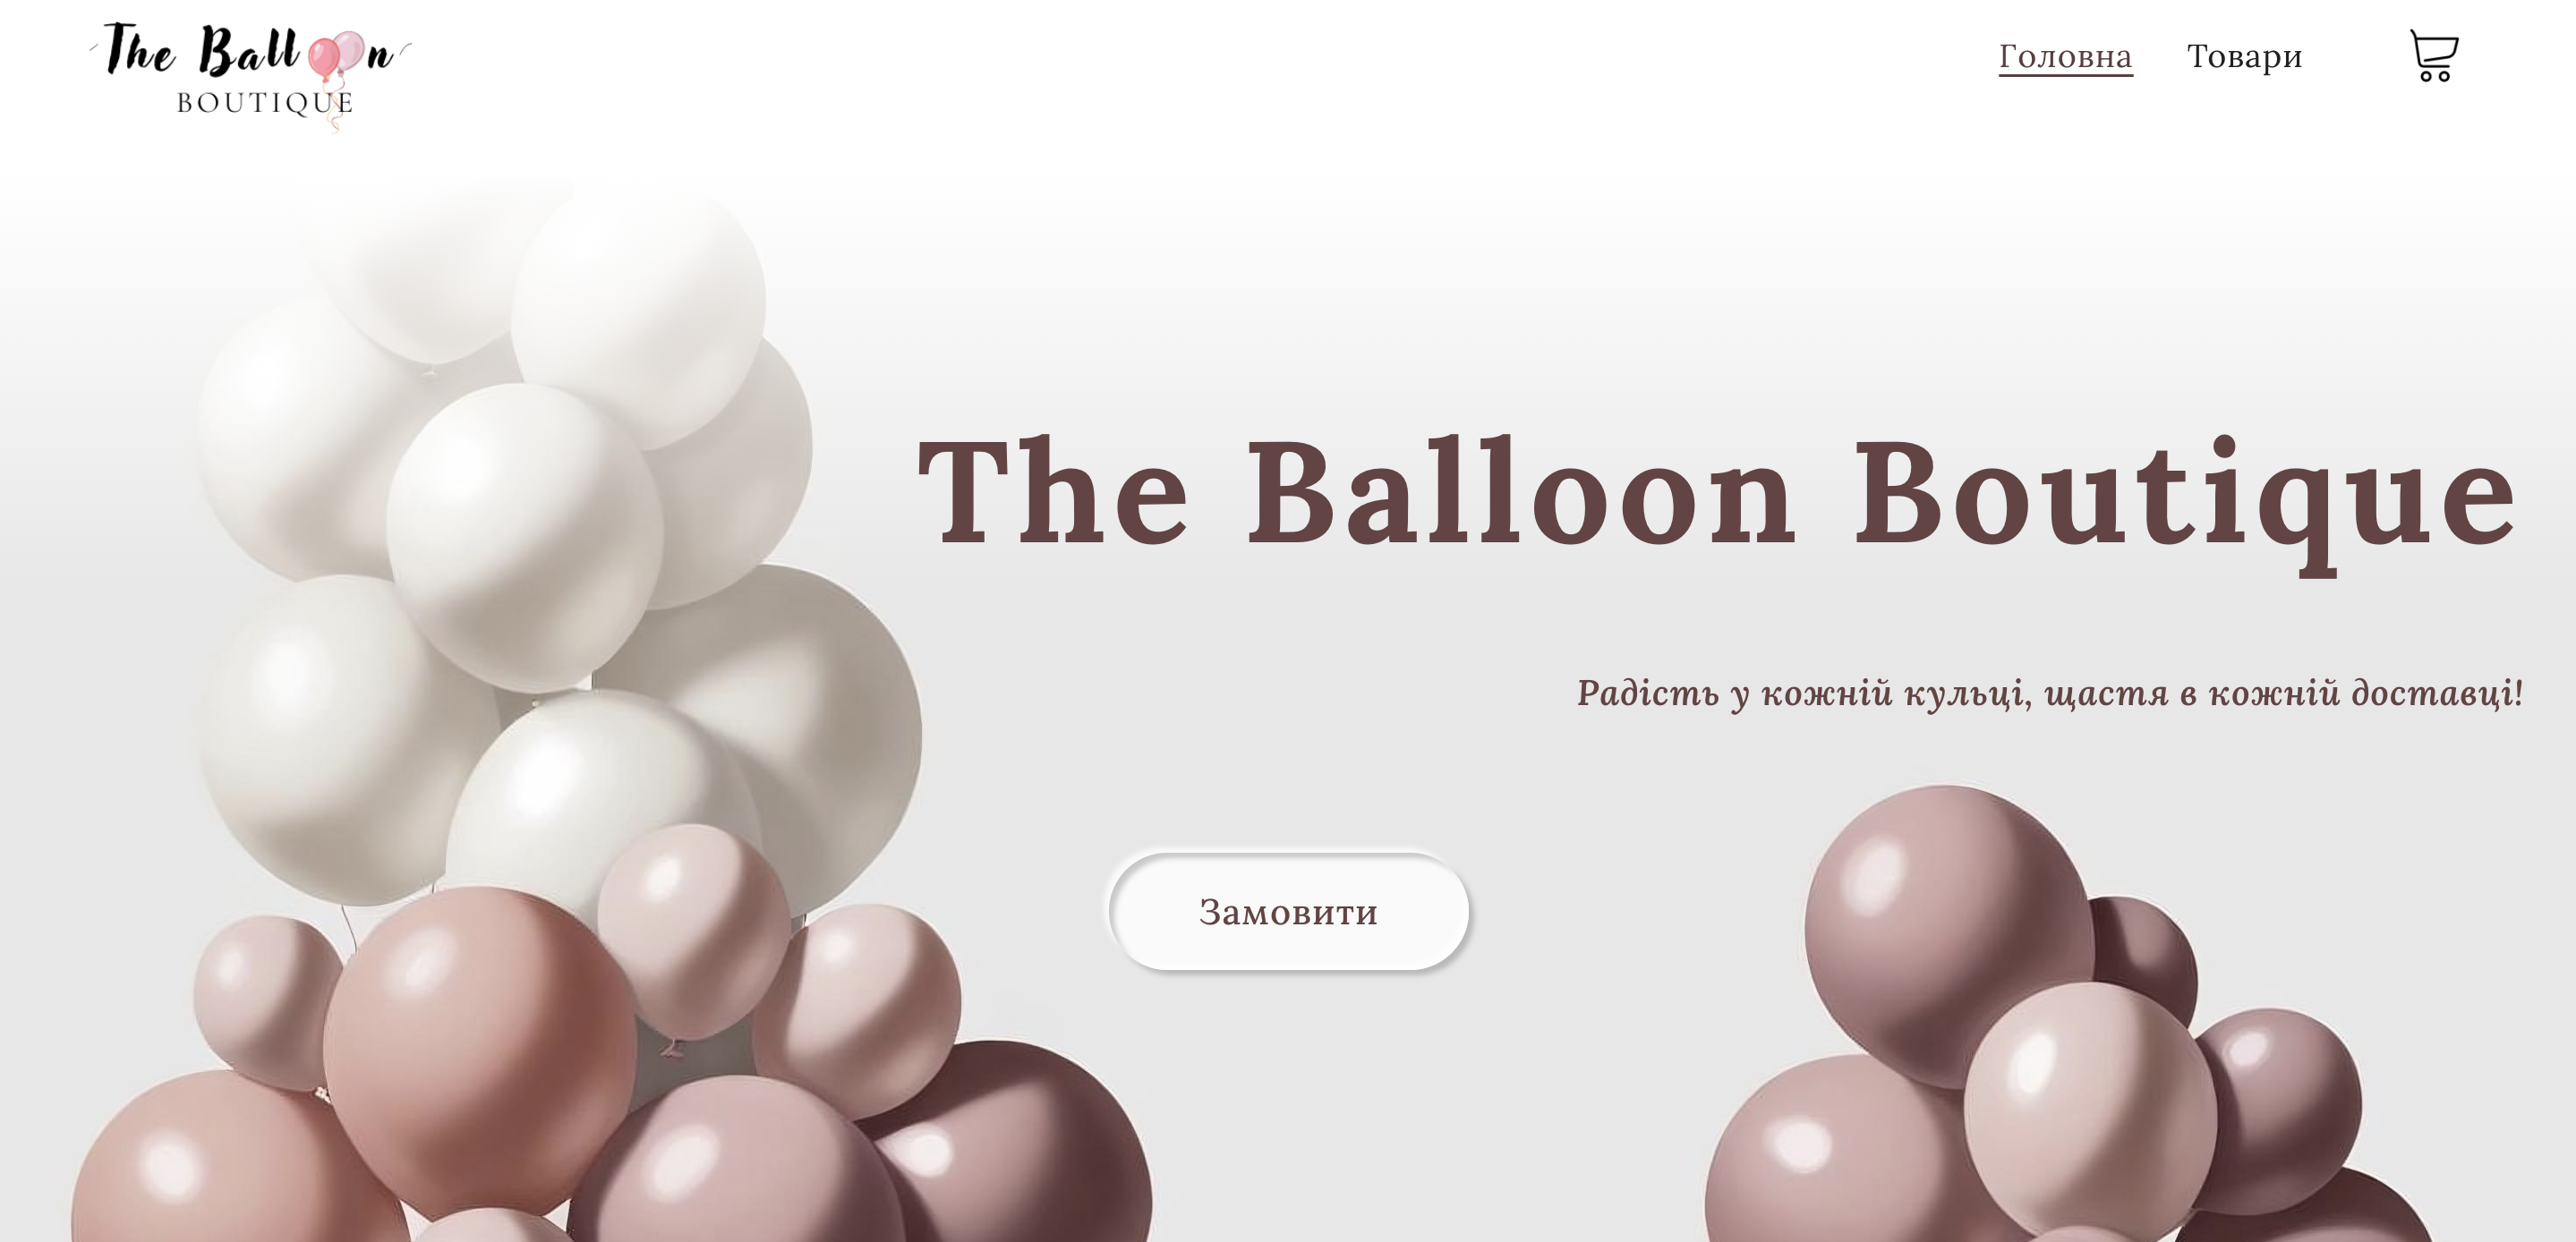 The Balloon
BOUTIQUE
Головна Товари
The Balloon Boutique
Радість у кожній кульці, щастя в кожній доставці!
Замовити